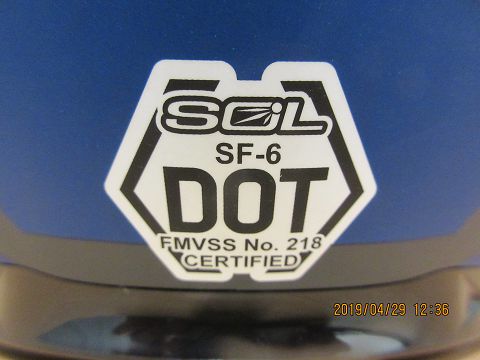 SOL
SF-6
DOT
FMVSS No. 218
CERTIFIED
2019/04/29 12:36